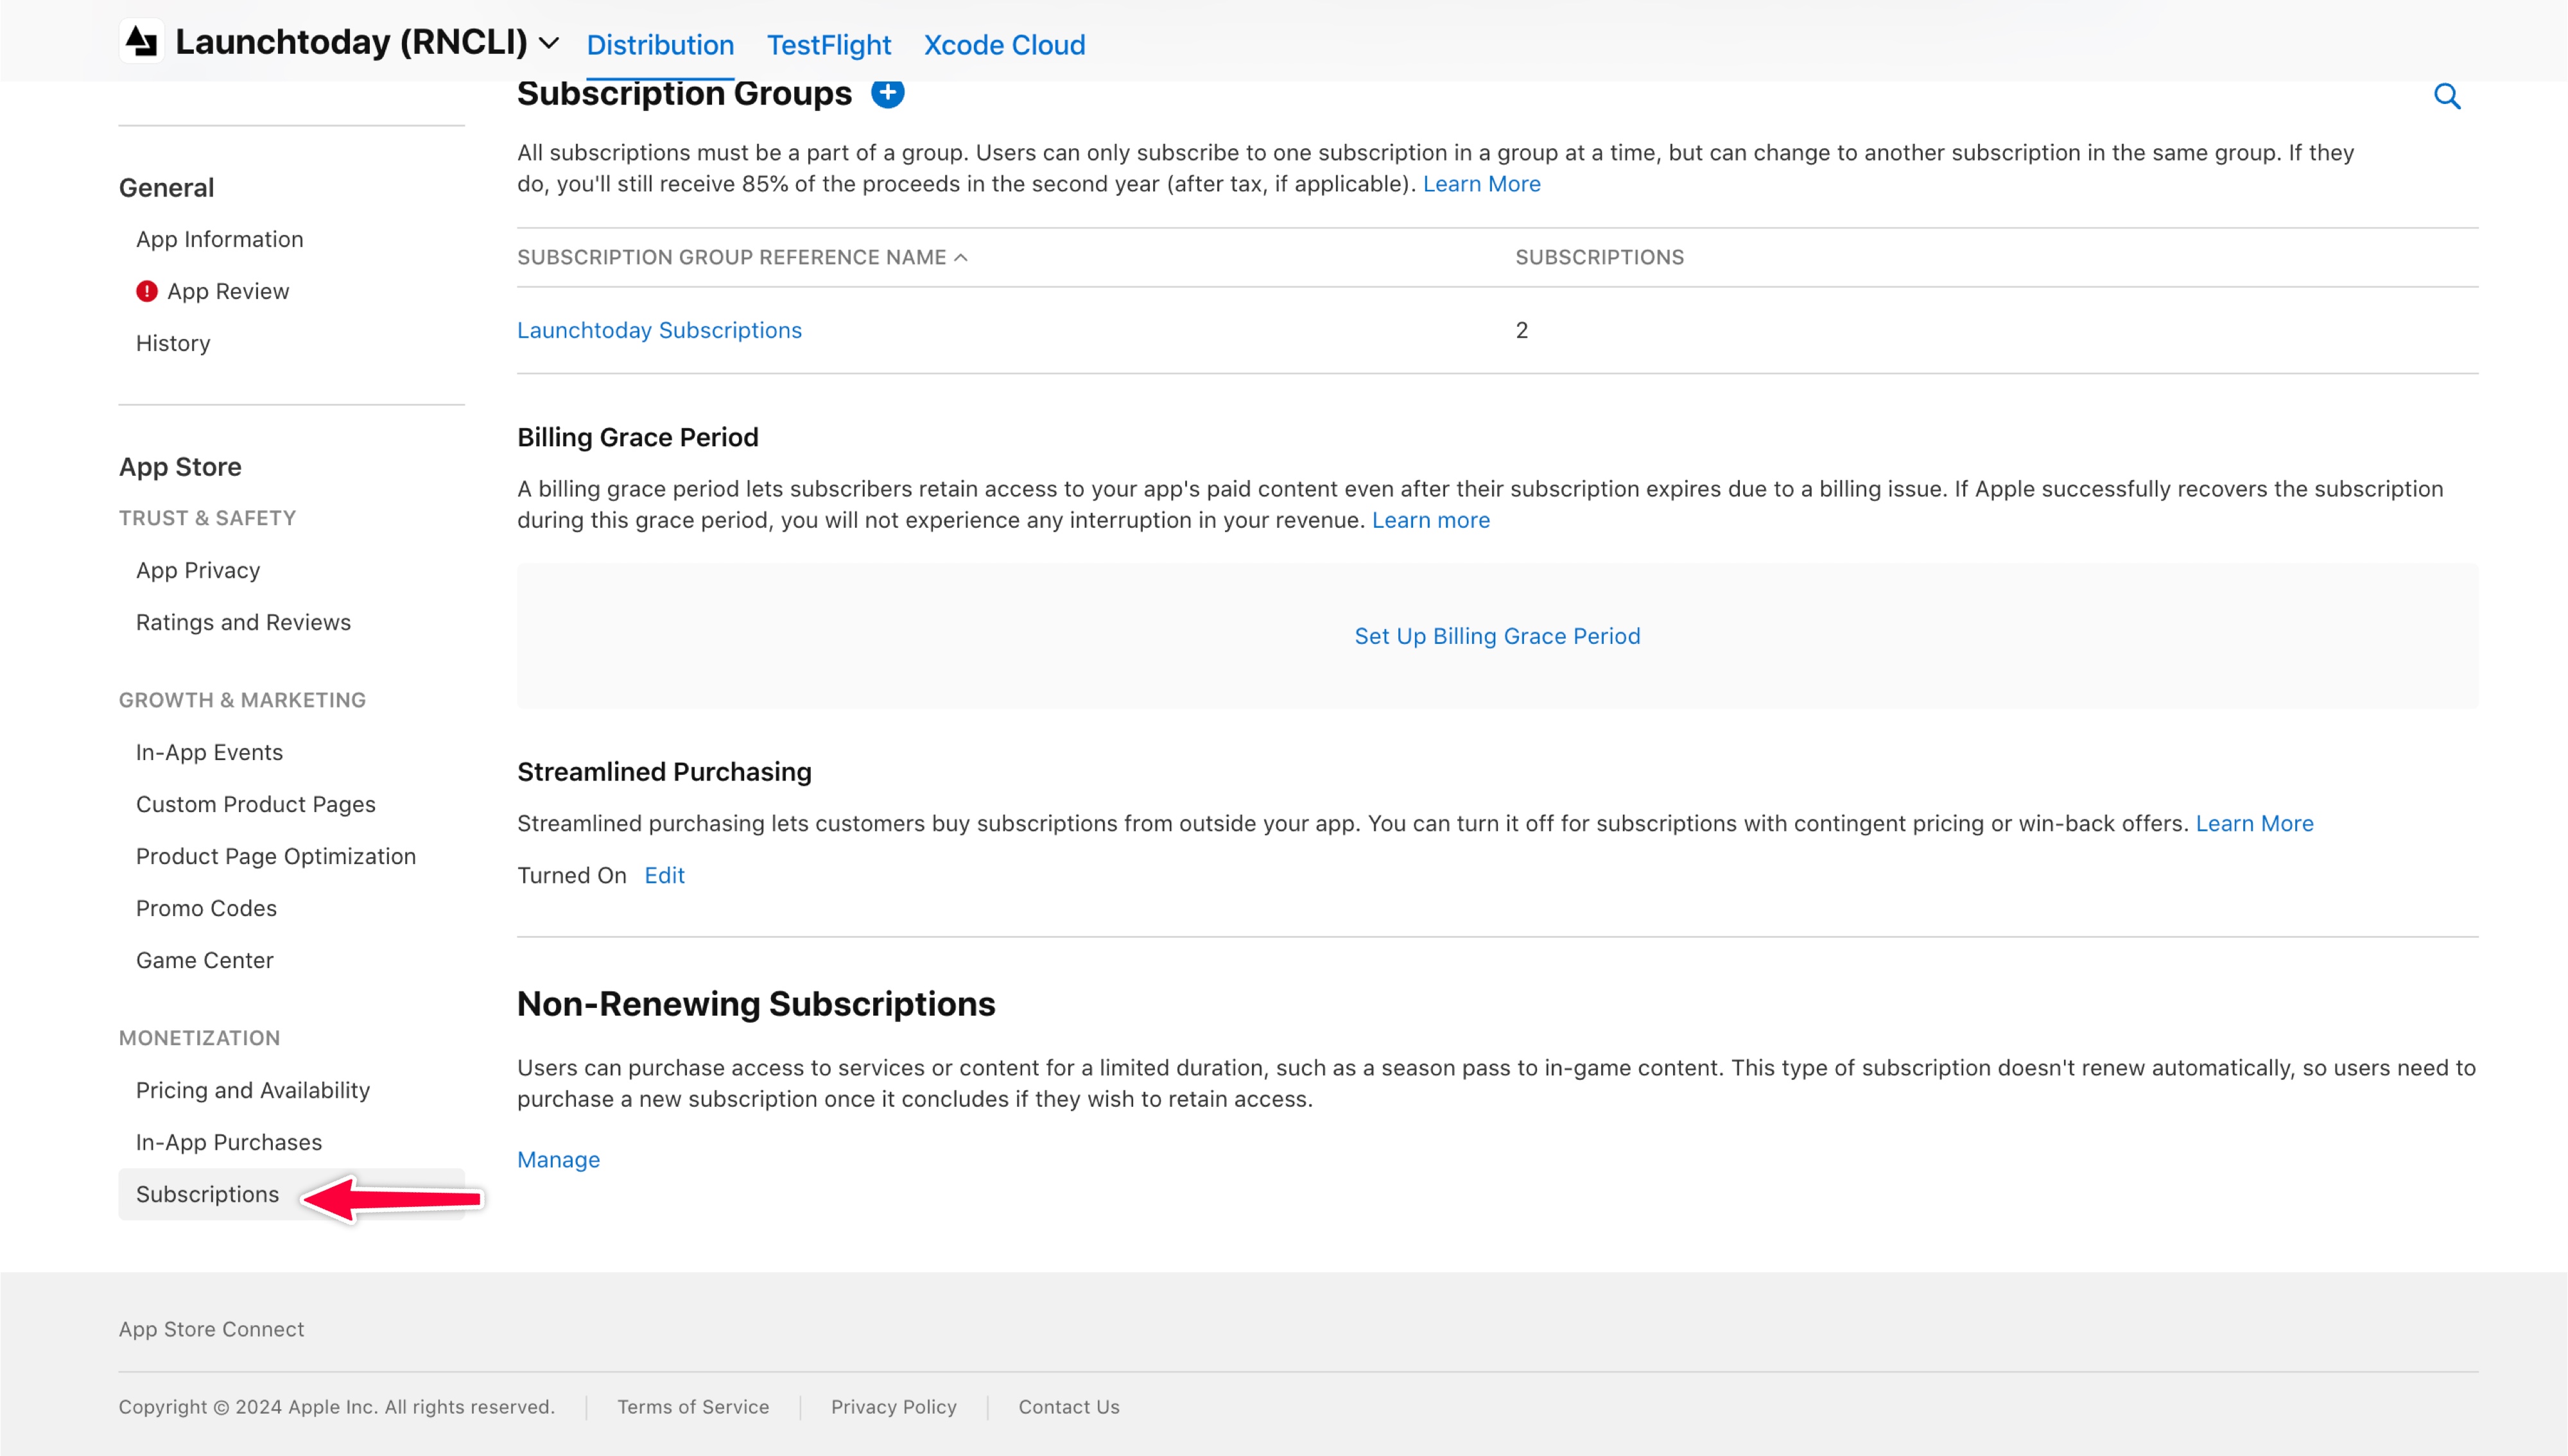 Launchtoday (RNCLI)
Distribution
TestFlight
Xcode Cloud
General
App Information
App Review
History
App Store
TRUST & SAFETY
App Privacy
Ratings and Reviews
GROWTH & MARKETING
In-App Events
Custom Product Pages
Product Page Optimization
Promo Codes
Game Center
MONETIZATION
Pricing and Availability
In-App Purchases
Subscriptions
Subscription Groups
All subscriptions must be a part of a group. Users can only subscribe to one subscription in a group at a time, but can change to another subscription in the same group. If they
do, you'll still receive 85% of the proceeds in the second year (after tax, if applicable). Learn More
SUBSCRIPTION GROUP REFERENCE NAME
SUBSCRIPTIONS
Launchtoday Subscriptions
2
Billing Grace Period
A billing grace period lets subscribers retain access to your app's paid content even after their subscription expires due to a billing issue. If Apple successfully recovers the subscription
during this grace period, you will not experience any interruption in your revenue. Learn more
Set Up Billing Grace Period
Streamlined Purchasing
Streamlined purchasing lets customers buy subscriptions from outside your app. You can turn it off for subscriptions with contingent pricing or win-back offers. Learn More
Turned On Edit
Non-Renewing Subscriptions
Users can purchase access to services or content for a limited duration, such as a season pass to in-game content. This type of subscription doesn't renew automatically, so users need to
purchase a new subscription once it concludes if they wish to retain access.
Manage
App Store Connect
Copyright © 2024 Apple Inc. All rights reserved.
Terms of Service
Privacy Policy
Contact Us